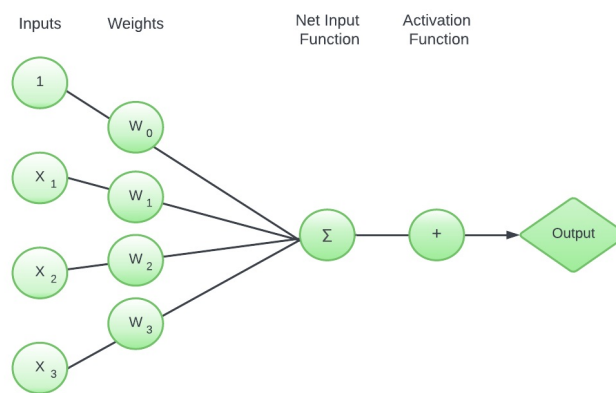 Inputs
Weights
Net Input
Function
Activation
Function
1
W 0
X 1
W 1
Σ
+
Output
X 2
W 2
W 3
X 3